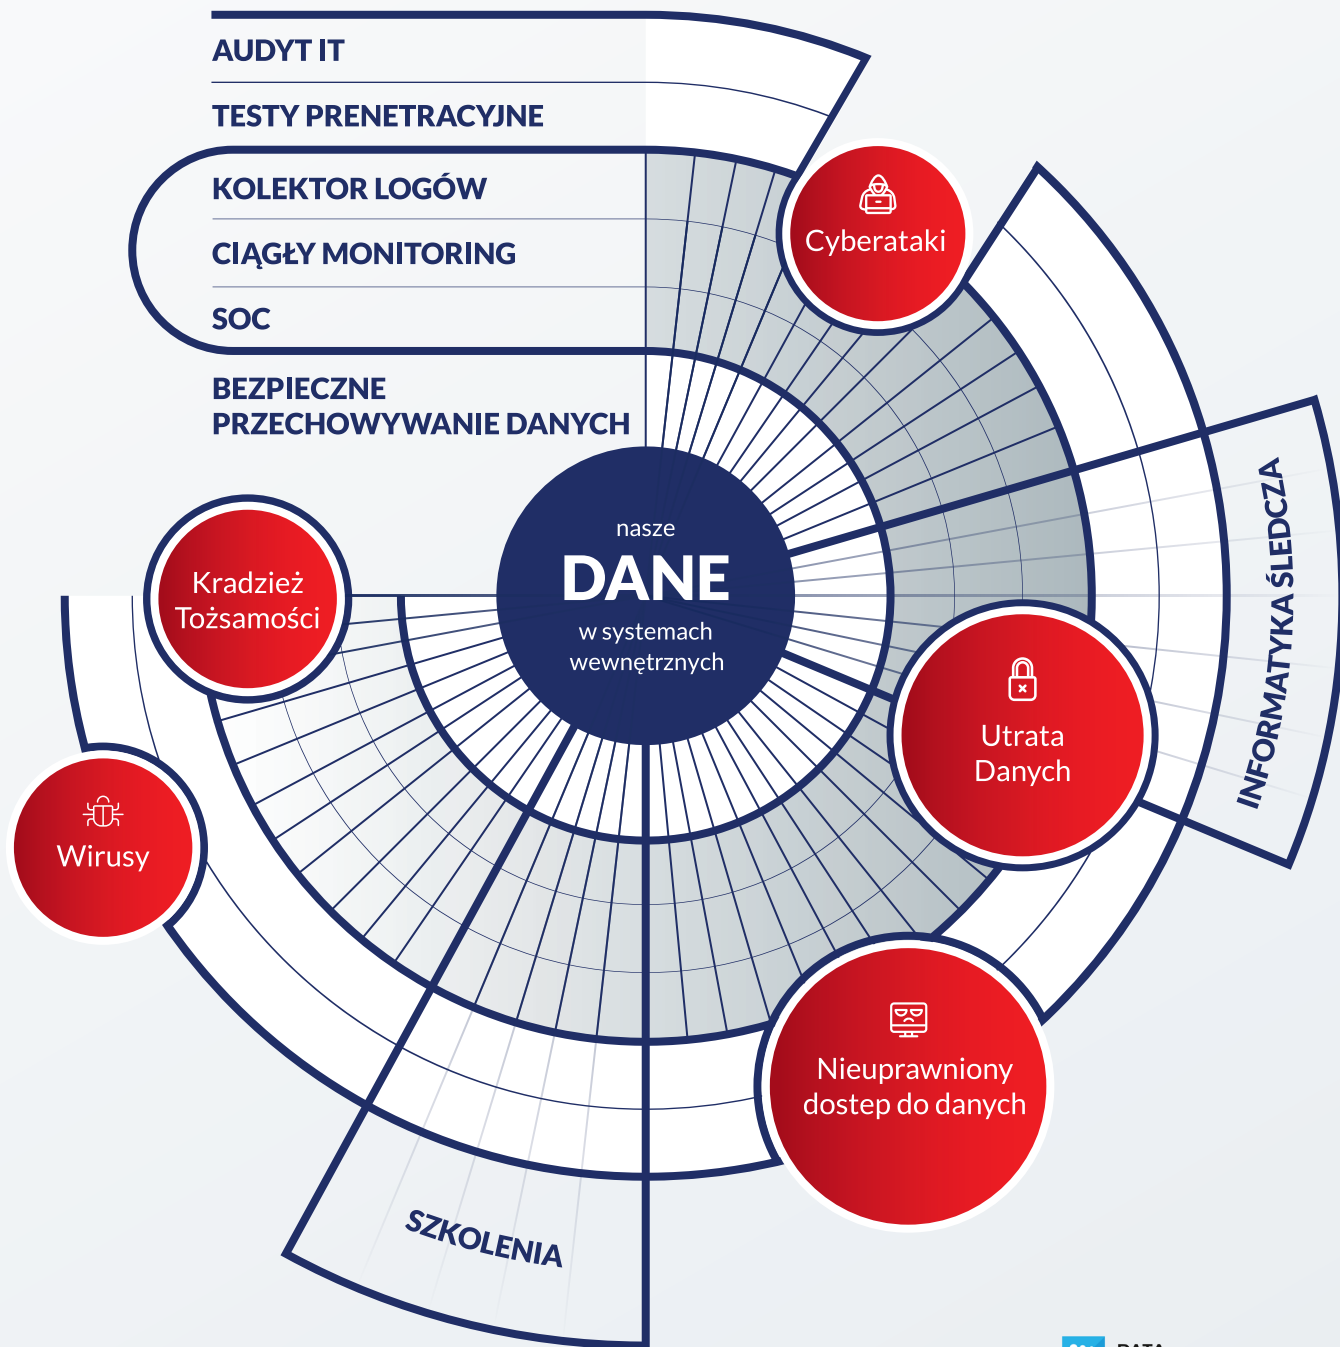 AUDYT IT
TESTY PRENETRACYJNE
KOLEKTOR LOGÓW
CIĄGŁY MONITORING
SOC
BEZPIECZNE
PRZECHOWYWANIE DANYCH
Cyberataki
nasze
DANE
w systemach
wewnętrznych
Kradzież
Tożsamości
INFORMATYKA ŚLEDCZA
Utrata
Danych
Wirusy
Nieuprawniony
dostep do danych
SZKOLENIA